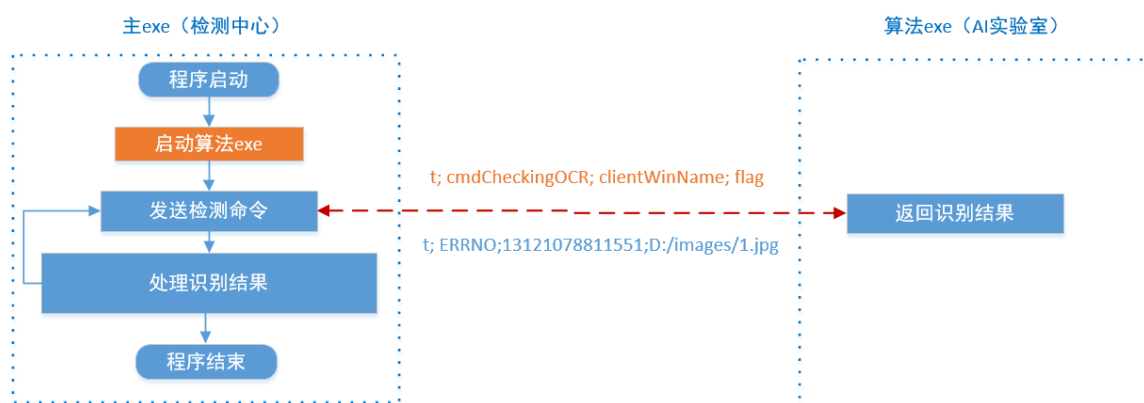 主exe（检测中心）
算法exe（AI实验室）
程序启动
启动算法exe
t; cmdCheckingOCR; clientWinName; flag
发送检测命令
返回识别结果
t; ERRNO;13121078811551;D:/images/1.jpg
处理识别结果
程序结束